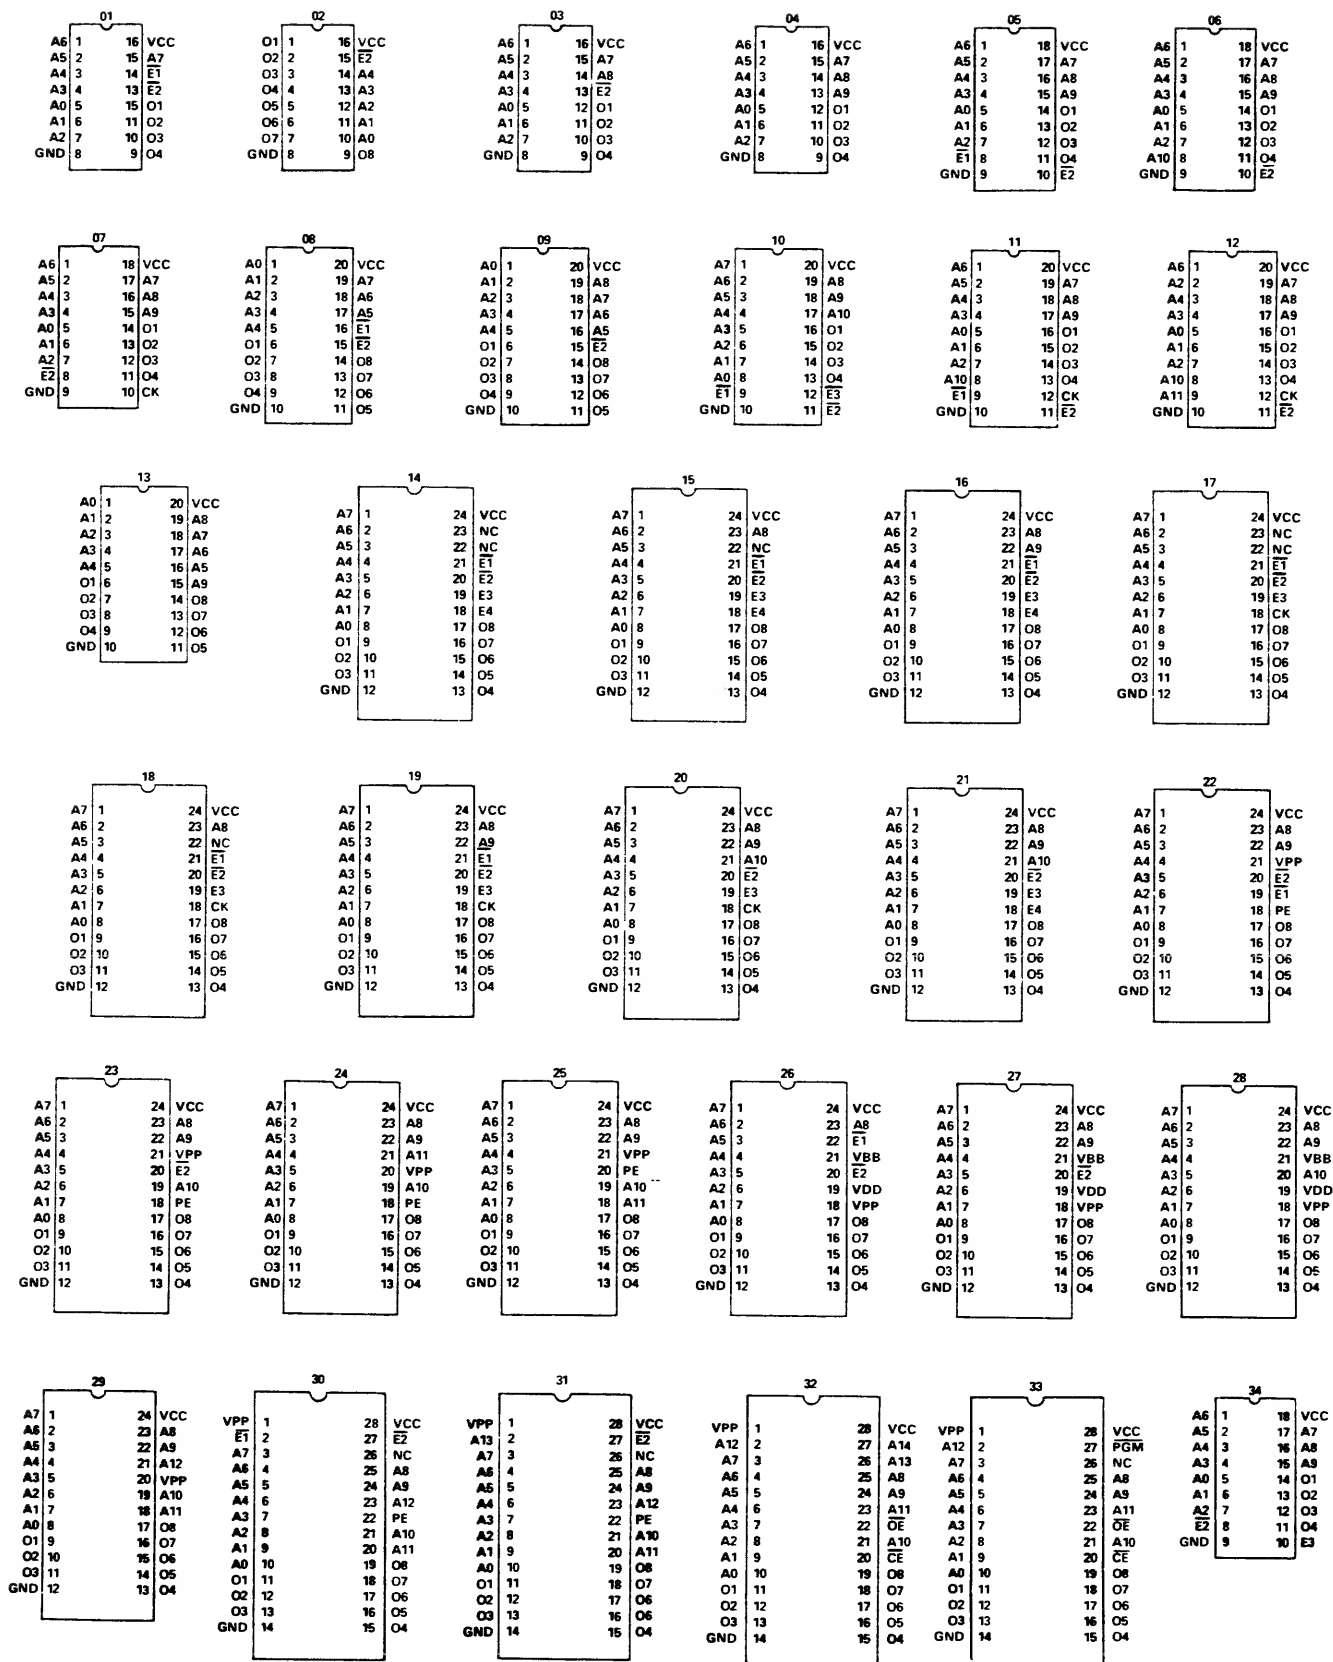 01
A6 1 16 VCC
A5 2 15 A7
A4 3 14 E1
A3 4 13 E2
A0 5 15 O1
A1 6 11 O2
A2 7 10 O3
GND 8 9 O4
02
O1 1 16 VCC
O2 2 15 E2
O3 3 14 A4
O4 4 13 A3
O5 5 12 A2
O6 6 11 A1
O7 7 10 A0
GND 8 9 O8
03
A6 1 16 VCC
A5 2 15 A7
A4 3 14 A8
A3 4 13 E2
A0 5 12 O1
A1 6 11 O2
A2 7 10 O3
GND 8 9 O4
04
A6 1 16 VCC
A5 2 15 A7
A4 3 14 A8
A3 4 13 A9
A0 5 12 O1
A1 6 11 O2
A2 7 10 O3
GND 8 9 O4
05
A6 1 18 VCC
A5 2 17 A7
A4 3 16 A8
A3 4 15 A9
A0 5 14 O1
A1 6 13 O2
A2 7 12 O3
E1 8 11 O4
GND 9 10 E2
06
A6 1 18 VCC
A5 2 17 A7
A4 3 16 A8
A3 4 15 A9
A0 5 14 O1
A1 6 13 O2
A2 7 12 O3
A10 8 11 O4
GND 9 10 E2
07
A6 1 18 VCC
A5 2 17 A7
A4 3 16 A8
A3 4 15 A9
A0 5 14 O1
A1 6 13 O2
A2 7 12 O3
E2 8 11 O4
GND 9 10 CK
08
A0 1 20 VCC
A1 2 19 A7
A2 3 18 A6
A3 4 17 A5
A4 5 16 E1
O1 6 15 E2
O2 7 14 O8
O3 8 13 O7
O4 9 12 O6
GND 10 11 O5
09
A0 1 20 VCC
A1 2 19 A8
A2 3 18 A7
A3 4 17 A6
A4 5 16 A5
O1 6 15 E2
O2 7 14 O8
O3 8 13 O7
O4 9 12 O6
GND 10 11 O5
10
A7 1 20 VCC
A6 2 19 A8
A5 3 18 A9
A4 4 17 A10
A3 5 16 O1
A2 6 15 O2
A1 7 14 O3
A0 8 13 O4
E1 9 12 E3
GND 10 11 E2
11
A6 1 20 VCC
A5 2 19 A7
A4 3 18 A8
A3 4 17 A9
A0 5 16 O1
A1 6 15 O2
A2 7 14 O3
A10 8 13 O4
E1 9 12 CK
GND 10 11 E2
12
A6 1 20 VCC
A2 2 19 A7
A4 3 18 A8
A3 4 17 A9
A0 5 16 O1
A1 6 15 O2
A2 7 14 O3
A10 8 13 O4
A11 9 12 CK
GND 10 11 E2
13
A0 1 20 VCC
A1 2 19 A8
A2 3 18 A7
A3 4 17 A6
A4 5 16 A5
O1 6 15 A9
O2 7 14 O8
O3 8 13 O7
O4 9 12 O6
GND 10 11 O5
14
A7 1 24 VCC
A6 2 23 NC
A5 3 22 NC
A4 4 21 E1
A3 5 20 E2
A2 6 19 E3
A1 7 18 E4
A0 8 17 O8
O1 9 16 O7
O2 10 15 O6
O3 11 14 O5
GND 12 13 O4
15
A7 1 24 VCC
A6 2 23 A8
A5 3 22 NC
A4 4 21 E1
A3 5 20 E2
A2 6 19 E3
A1 7 18 E4
A0 8 17 O8
O1 9 16 O7
O2 10 15 O6
O3 11 14 O5
GND 12 13 O4
16
A7 1 24 VCC
A6 2 23 A8
A5 3 22 A9
A4 4 21 E1
A3 5 20 E2
A2 6 19 E3
A1 7 18 E4
A0 8 17 O8
O1 9 16 O7
O2 10 15 O6
O3 11 14 O5
GND 12 13 O4
17
A7 1 24 VCC
A6 2 23 NC
A5 3 22 NC
A4 4 21 E1
A3 5 20 E2
A2 6 19 E3
A1 7 18 CK
A0 8 17 O8
O1 9 16 O7
O2 10 15 O6
O3 11 14 O5
GND 12 13 O4
18
A7 1 24 VCC
A6 2 23 A8
A5 3 22 NC
A4 4 21 E1
A3 5 20 E2
A2 6 19 E3
A1 7 18 CK
A0 8 17 O8
O1 9 16 O7
O2 10 15 O6
O3 11 14 O5
GND 12 13 O4
19
A7 1 24 VCC
A6 2 23 A8
A5 3 22 A9
A4 4 21 E1
A3 5 20 E2
A2 6 19 E3
A1 7 18 CK
A0 8 17 O8
O1 9 16 O7
O2 10 15 O6
O3 11 14 O5
GND 12 13 O4
20
A7 1 24 VCC
A6 2 23 A8
A5 3 22 A9
A4 4 21 A10
A3 5 20 E2
A2 6 19 E3
A1 7 18 CK
A0 8 17 O8
O1 9 16 O7
O2 10 15 O6
O3 11 14 O5
GND 12 13 O4
21
A7 1 24 VCC
A6 2 23 A8
A5 3 22 A9
A4 4 21 A10
A3 5 20 E2
A2 6 19 E3
A1 7 18 E4
A0 8 17 O8
O1 9 16 O7
O2 10 15 O6
O3 11 14 O5
GND 12 13 O4
22
A7 1 24 VCC
A6 2 23 A8
A5 3 22 A9
A4 4 21 VPP
A3 5 20 E2
A2 6 19 E1
A1 7 18 PE
A0 8 17 O8
O1 9 16 O7
O2 10 15 O6
O3 11 14 O5
GND 12 13 O4
23
A7 1 24 VCC
A6 2 23 A8
A5 3 22 A9
A4 4 21 VPP
A3 5 20 E2
A2 6 19 A10
A1 7 18 PE
A0 8 17 O8
O1 9 16 O7
O2 10 15 O6
O3 11 14 O5
GND 12 13 O4
24
A7 1 24 VCC
A6 2 23 A8
A5 3 22 A9
A4 4 21 A11
A3 5 20 VPP
A2 6 19 A10
A1 7 18 PE
A0 8 17 O8
O1 9 16 O7
O2 10 15 O6
O3 11 14 O5
GND 12 13 O4
25
A7 1 24 VCC
A6 2 23 A8
A5 3 22 A9
A4 4 21 VPP
A3 5 20 PE
A2 6 19 A10
A1 7 18 A11
A0 8 17 O8
O1 9 16 O7
O2 10 15 O6
O3 11 14 O5
GND 12 13 O4
26
A7 1 24 VCC
A6 2 23 A8
A5 3 22 E1
A4 4 21 VBB
A3 5 20 E2
A2 6 19 VDD
A1 7 18 VPP
A0 8 17 O8
O1 9 16 O7
O2 10 15 O6
O3 11 14 O5
GND 12 13 O4
27
A7 1 24 VCC
A6 2 23 A8
A5 3 22 A9
A4 4 21 VBB
A3 5 20 E2
A2 6 19 VDD
A1 7 18 VPP
A0 8 17 O8
O1 9 16 O7
O2 10 15 O6
O3 11 14 O5
GND 12 13 O4
28
A7 1 24 VCC
A6 2 23 A8
A5 3 22 A9
A4 4 21 VBB
A3 5 20 A10
A2 6 19 VDD
A1 7 18 VPP
A0 8 17 O8
O1 9 16 O7
O2 10 15 O6
O3 11 14 O5
GND 12 13 O4
29
A7 1 24 VCC
A6 2 23 A8
A5 3 22 A9
A4 4 21 A12
A3 5 20 VPP
A2 6 19 A10
A1 7 18 A11
A0 8 17 O8
O1 9 16 O7
O2 10 15 O6
O3 11 14 O5
GND 12 13 O4
30
VPP 1 28 VCC
E1 2 27 E2
A7 3 26 NC
A6 4 25 A8
A5 5 24 A9
A4 6 23 A12
A3 7 22 PE
A2 8 21 A10
A1 9 20 A11
A0 10 19 O8
O1 11 18 O7
O2 12 17 O6
O3 13 16 O5
GND 14 15 O4
31
VPP 1 28 VCC
A13 2 27 E2
A7 3 26 NC
A6 4 25 A8
A5 5 24 A9
A4 6 23 A12
A3 7 22 PE
A2 8 21 A10
A1 9 20 A11
A0 10 19 O8
O1 11 18 O7
O2 12 17 O6
O3 13 16 O6
GND 14 15 O4
32
VPP 1 28 VCC
A12 2 27 A14
A7 3 26 A13
A6 4 25 A8
A5 5 24 A9
A4 6 23 A11
A3 7 22 OE
A2 8 21 A10
A1 9 20 CE
A0 10 19 O8
O1 11 18 O7
O2 12 17 O6
O3 13 16 O5
GND 14 15 O4
33
VPP 1 28 VCC
A12 2 27 PGM
A7 3 26 NC
A6 4 25 A8
A5 5 24 A9
A4 6 23 A11
A3 7 22 OE
A2 8 21 A10
A1 9 20 CE
A0 10 19 O8
O1 11 18 O7
O2 12 17 O6
O3 13 16 O5
GND 14 15 O4
34
A6 1 18 VCC
A5 2 17 A7
A4 3 16 A8
A3 4 15 A9
A0 5 14 O1
A1 6 13 O2
A2 7 12 O3
E2 8 11 O4
GND 9 10 E3